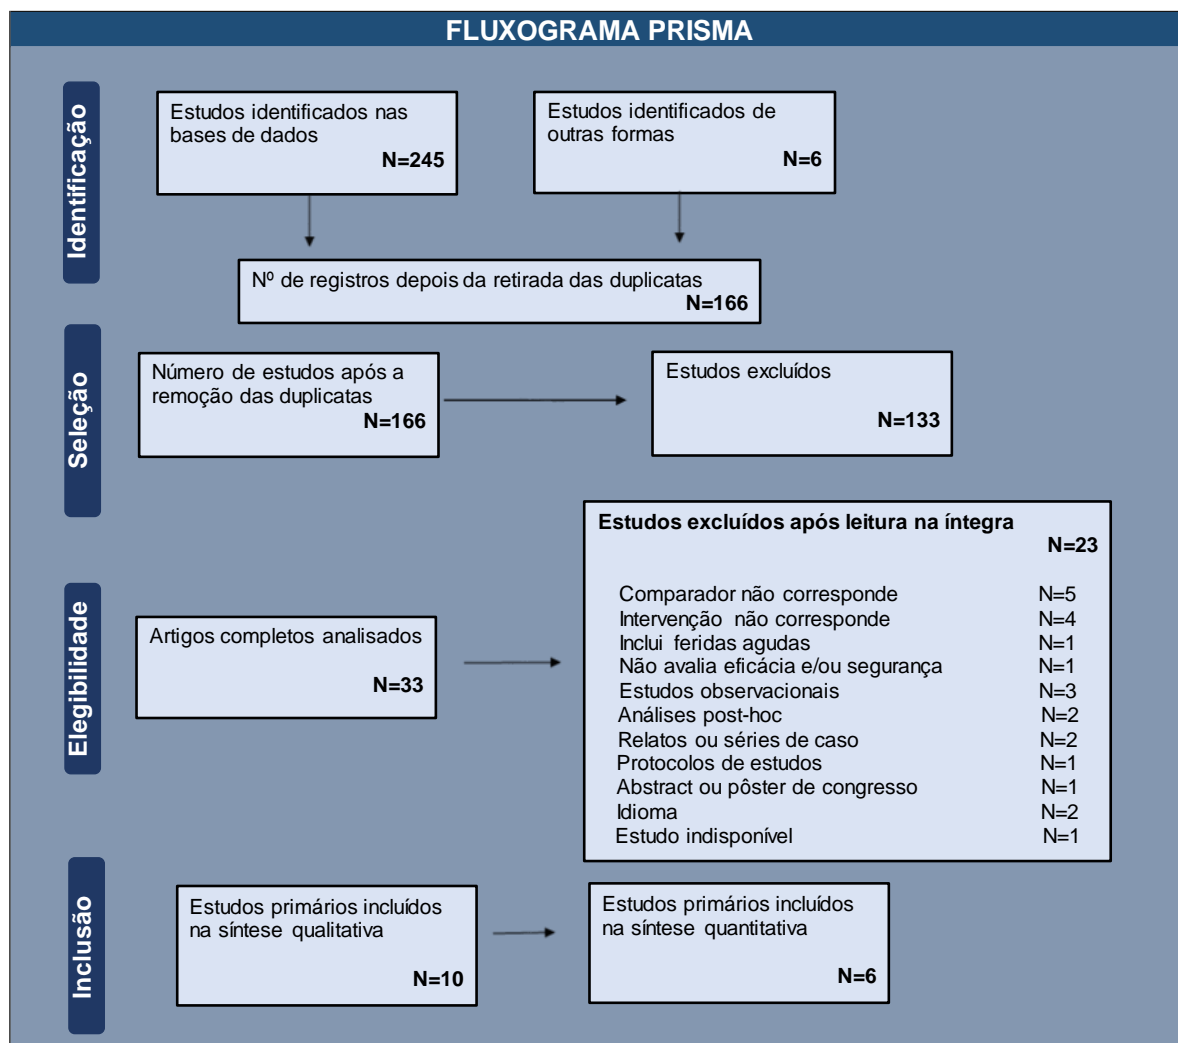 FLUXOGRAMA PRISMA
Identificação
Estudos identificados nas
bases de dados
N=245
Estudos identificados de
outras formas
N=6
Nº de registros depois da retirada das duplicatas
N=166
Seleção
Número de estudos após a
remoção das duplicatas
N=166
Estudos excluídos
N=133
Elegibilidade
Artigos completos analisados
N=33
Estudos excluídos após leitura na íntegra
N=23
Comparador não corresponde N=5
Intervenção não corresponde N=4
Inclui feridas agudas N=1
Não avalia eficácia e/ou segurança N=1
Estudos observacionais N=3
Análises post-hoc N=2
Relatos ou séries de caso N=2
Protocolos de estudos N=1
Abstract ou pôster de congresso N=1
Idioma N=2
Estudo indisponível N=1
Inclusão
Estudos primários incluídos
na síntese qualitativa
N=10
Estudos primários incluídos
na síntese quantitativa
N=6